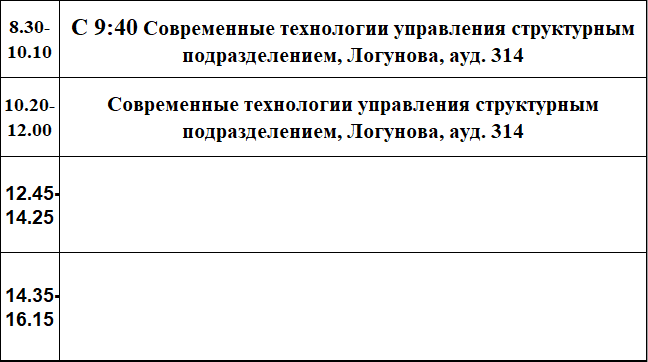 8.30-
10.10
С 9:40 Современные технологии управления структурным
подразделением, Логунова, ауд. 314
10.20-
12.00
Современные технологии управления структурным
подразделением, Логунова, ауд. 314
12.45-
14.25
14.35-
16.15